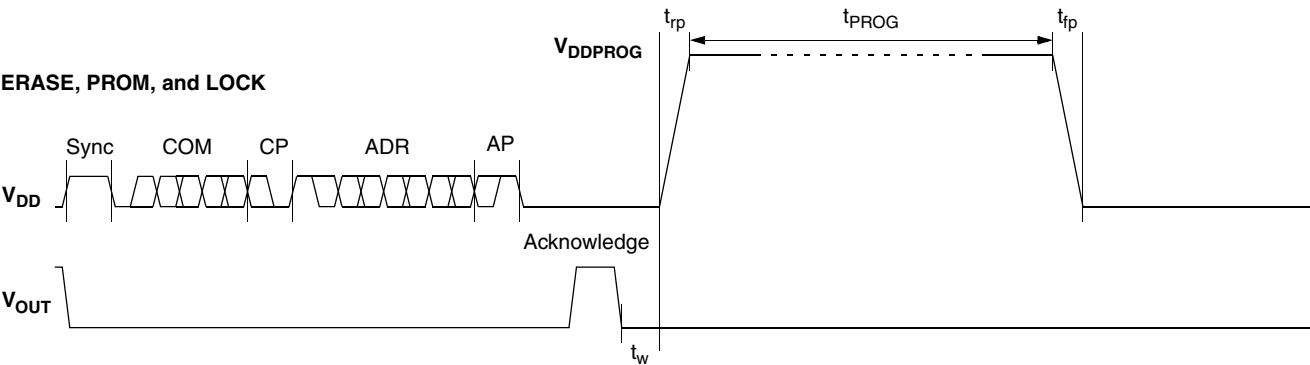 t_rp t_PROG t_fp
V_DDPROG
ERASE, PROM, and LOCK
Sync COM CP ADR AP
V_DD
Acknowledge
V_OUT
t_w